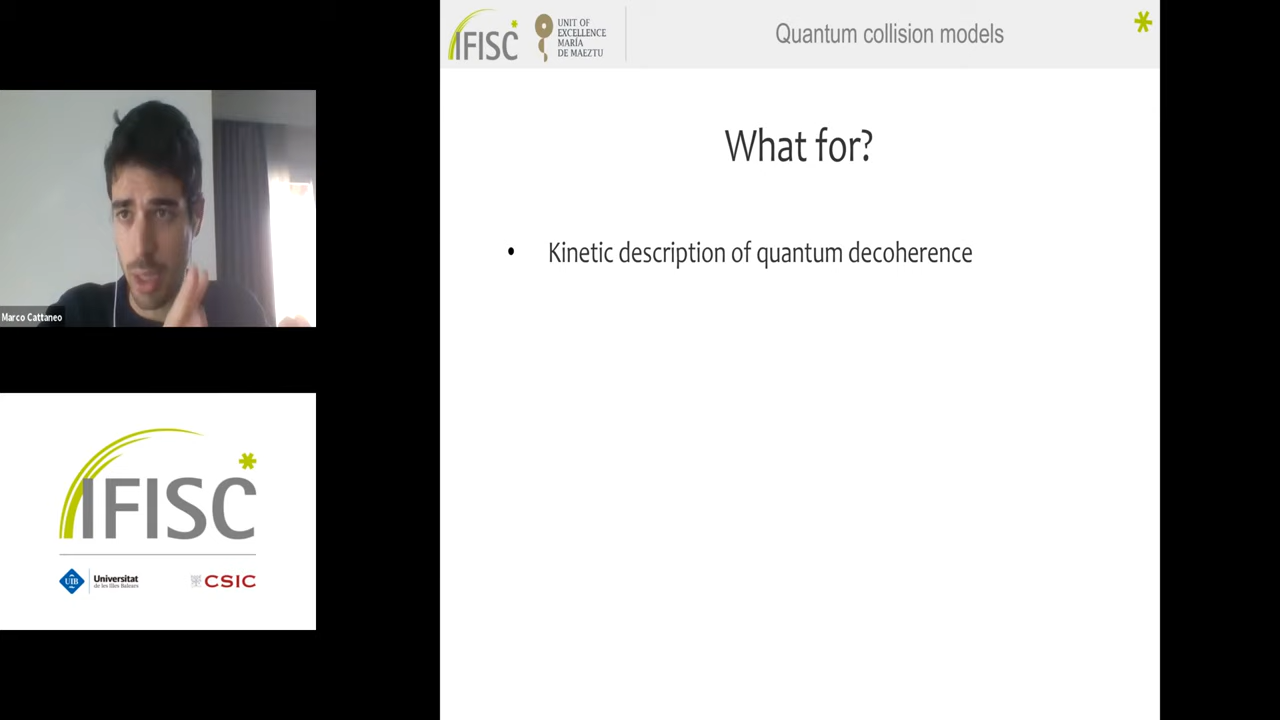 Marco Cattaneo
IFISC
UIB
Universitat
de les Illes Balears
CSIC
IFISC
UNIT OF
EXCELLENCE
MARÍA
DE MAEZTU
Quantum collision models
What for?
• Kinetic description of quantum decoherence